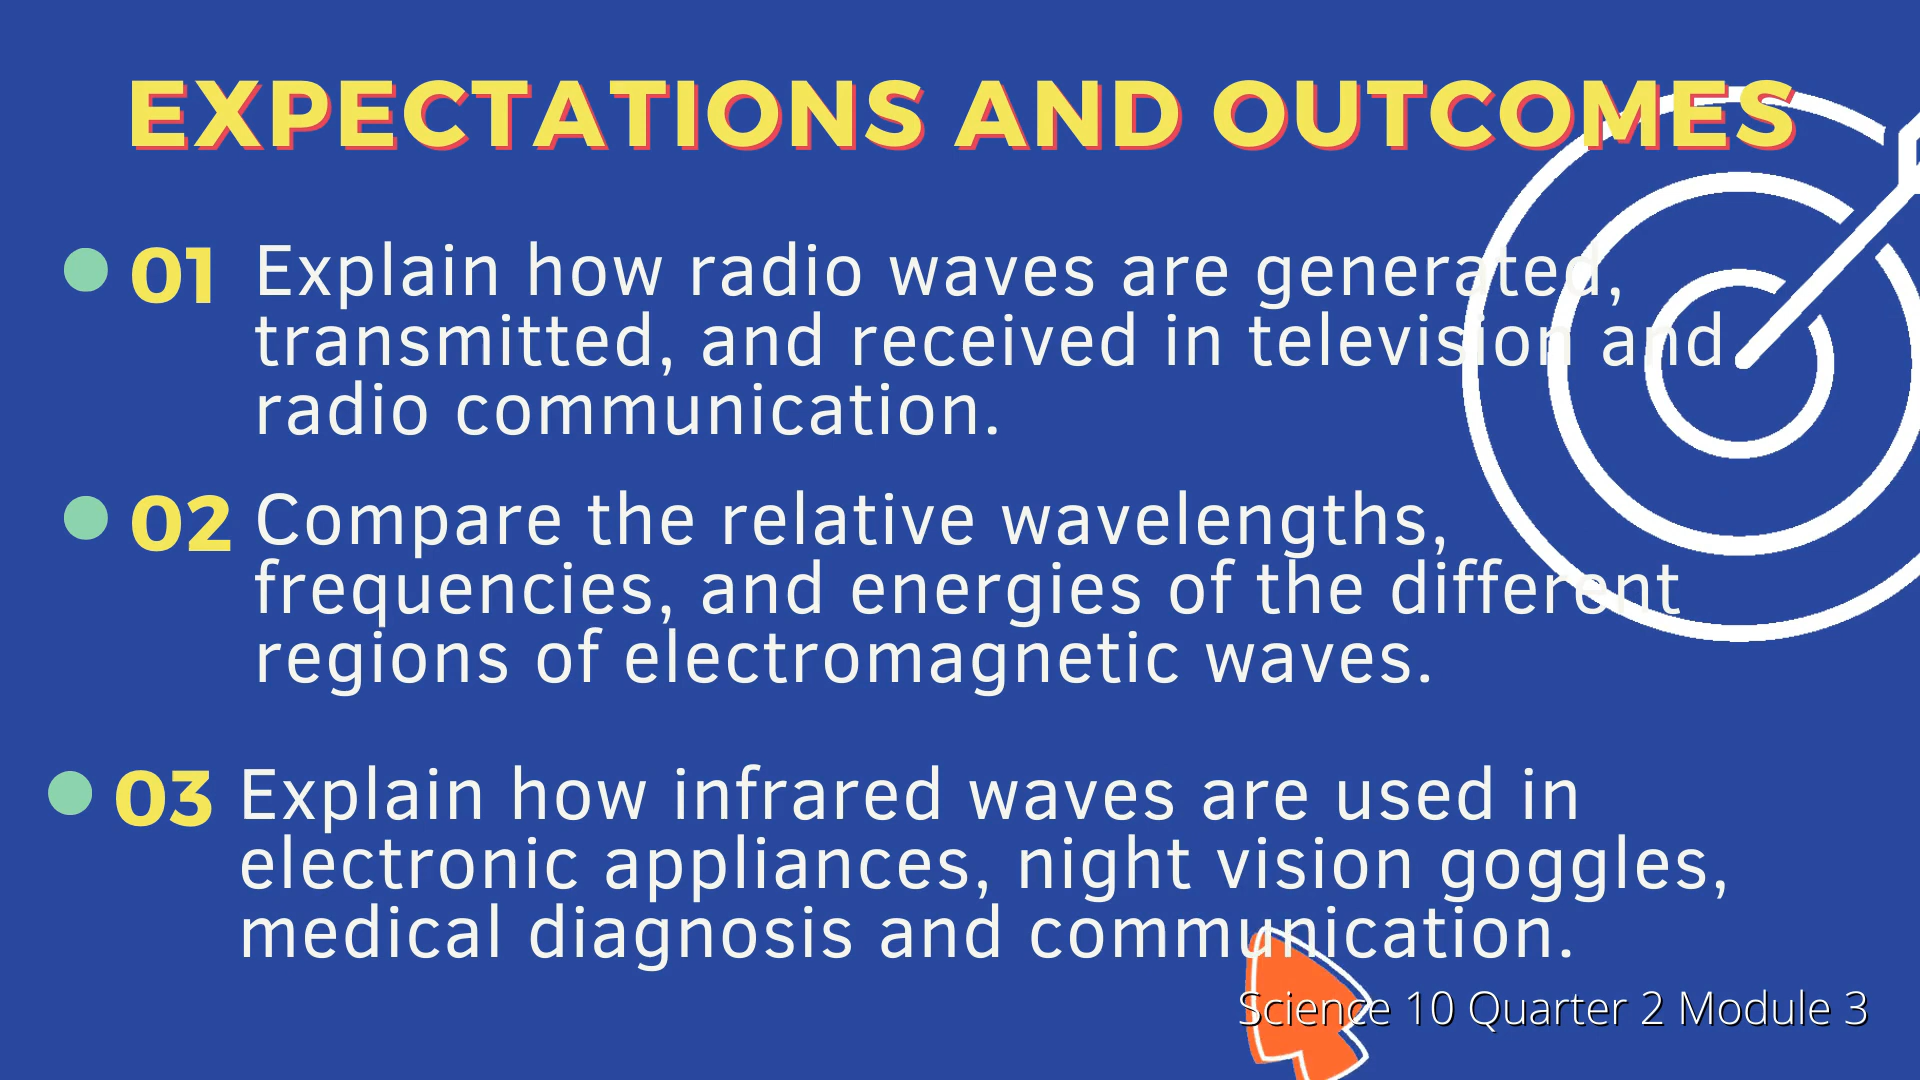 EXPECTATIONS AND OUTCOMES
01 Explain how radio waves are generated,
transmitted, and received in television and
radio communication.
02 Compare the relative wavelengths,
frequencies, and energies of the different
regions of electromagnetic waves.
03 Explain how infrared waves are used in
electronic appliances, night vision goggles,
medical diagnosis and communication.
Science 10 Quarter 2 Module 3